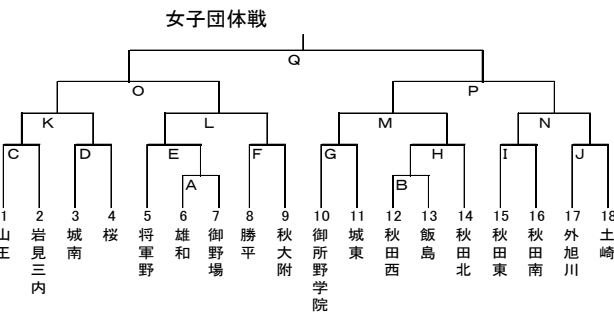 女子団体戦
Q
O P
K L M N
C D E F G H I J
A B
1 2 3 4 5 6 7 8 9 10 11 12 13 14 15 16 17 18
山王
岩見三内
城南
桜
将軍野
雄和
御野場
勝平
秋大附
御所野学院
城東
秋田西
飯島
秋田北
秋田東
秋田南
外旭川
土崎